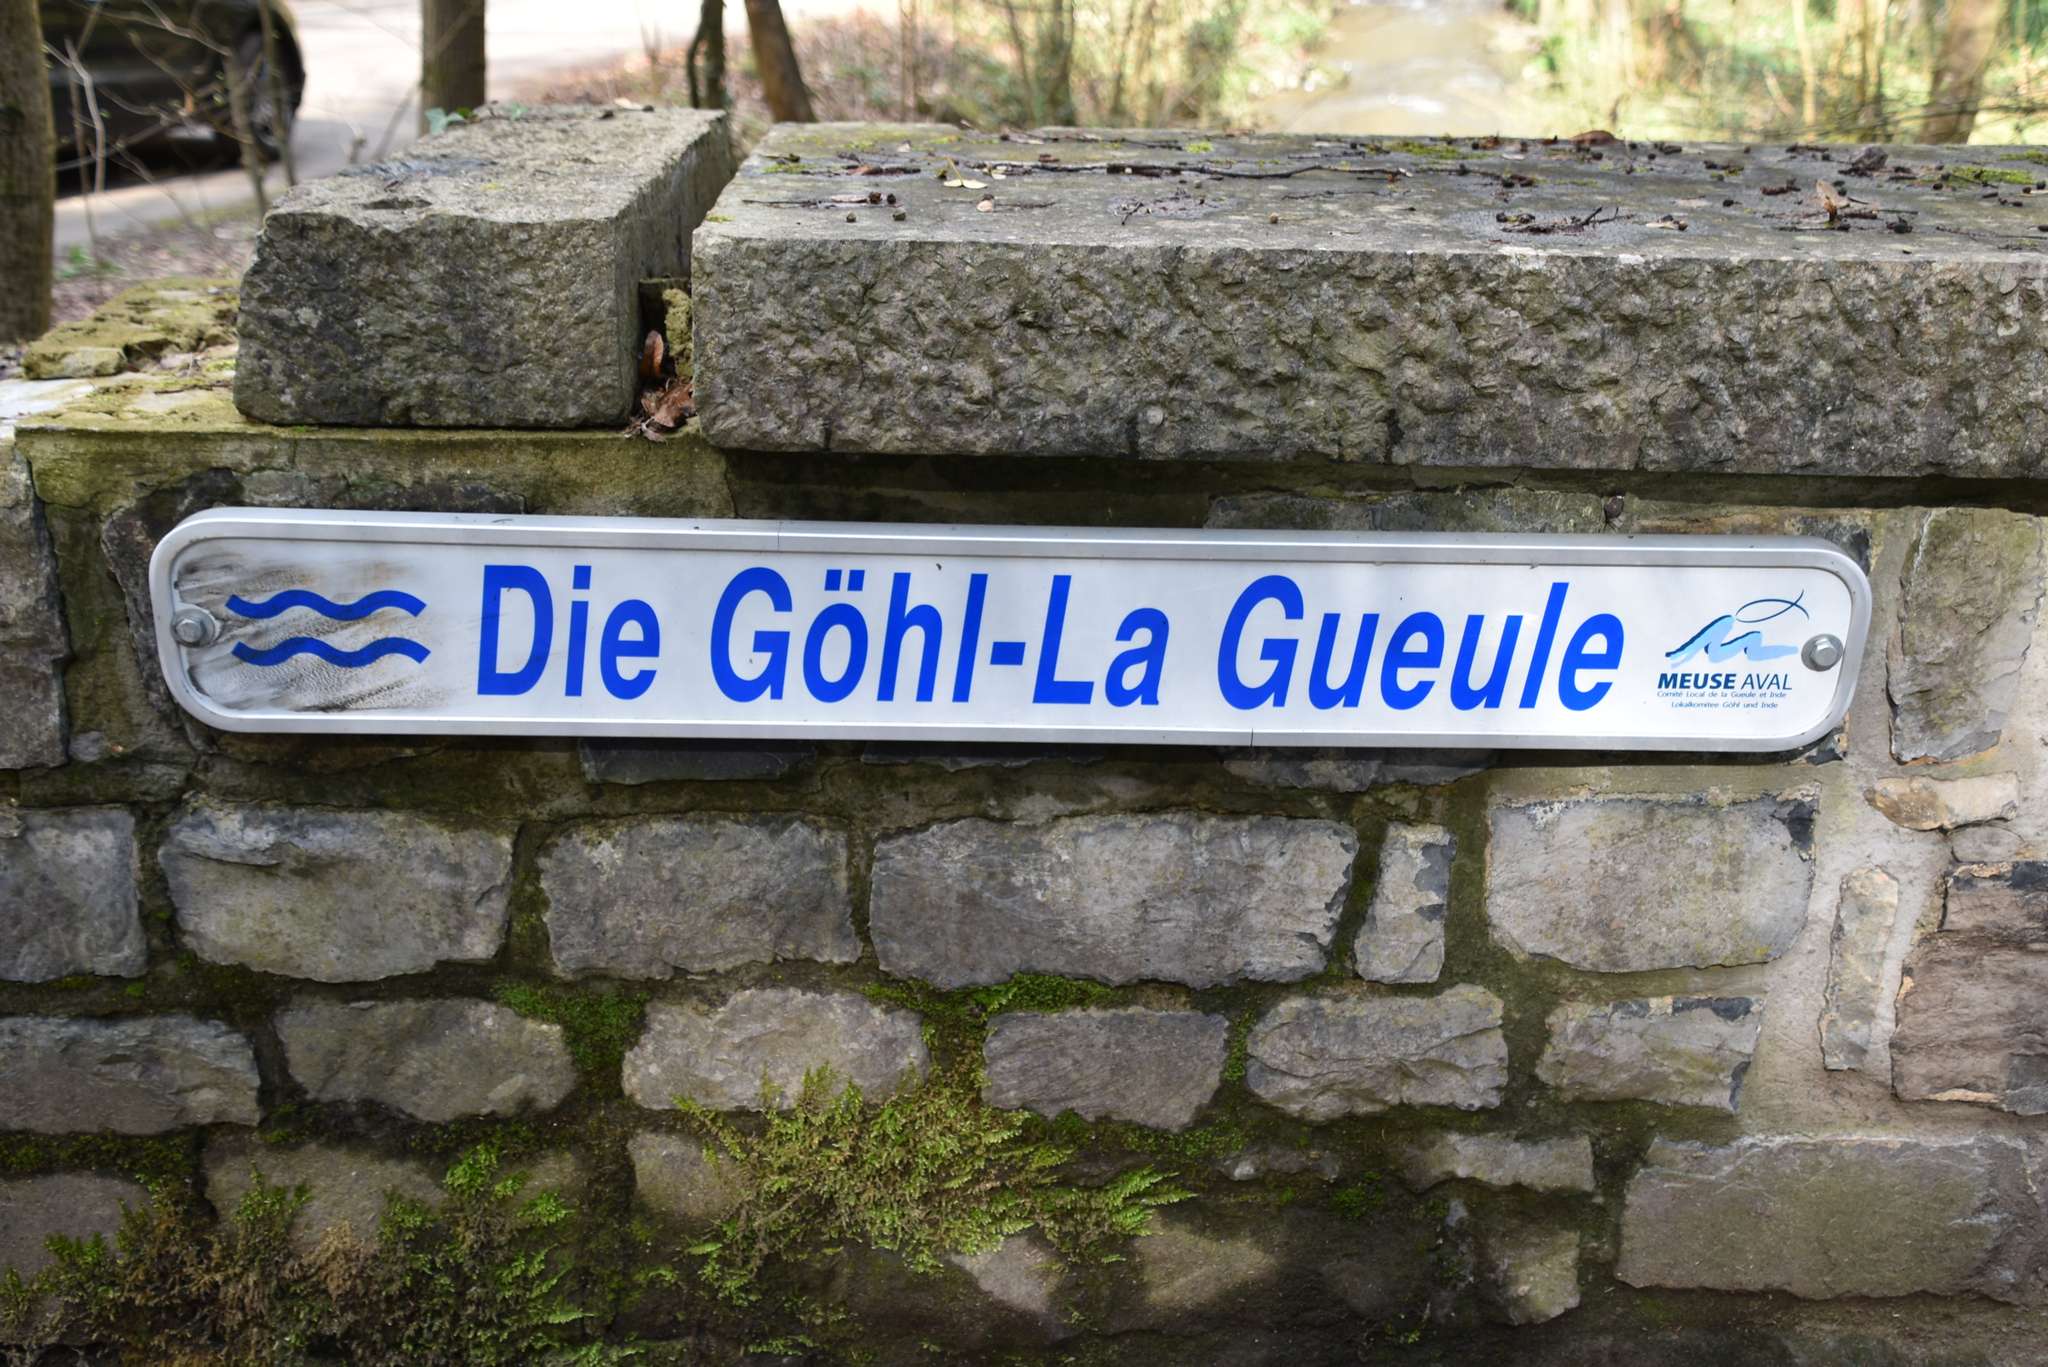 Die Göhl-La Gueule
MEUSE AVAL
Comité Local de la Gueule et Inde
Lokalkomitee Göhl und Inde